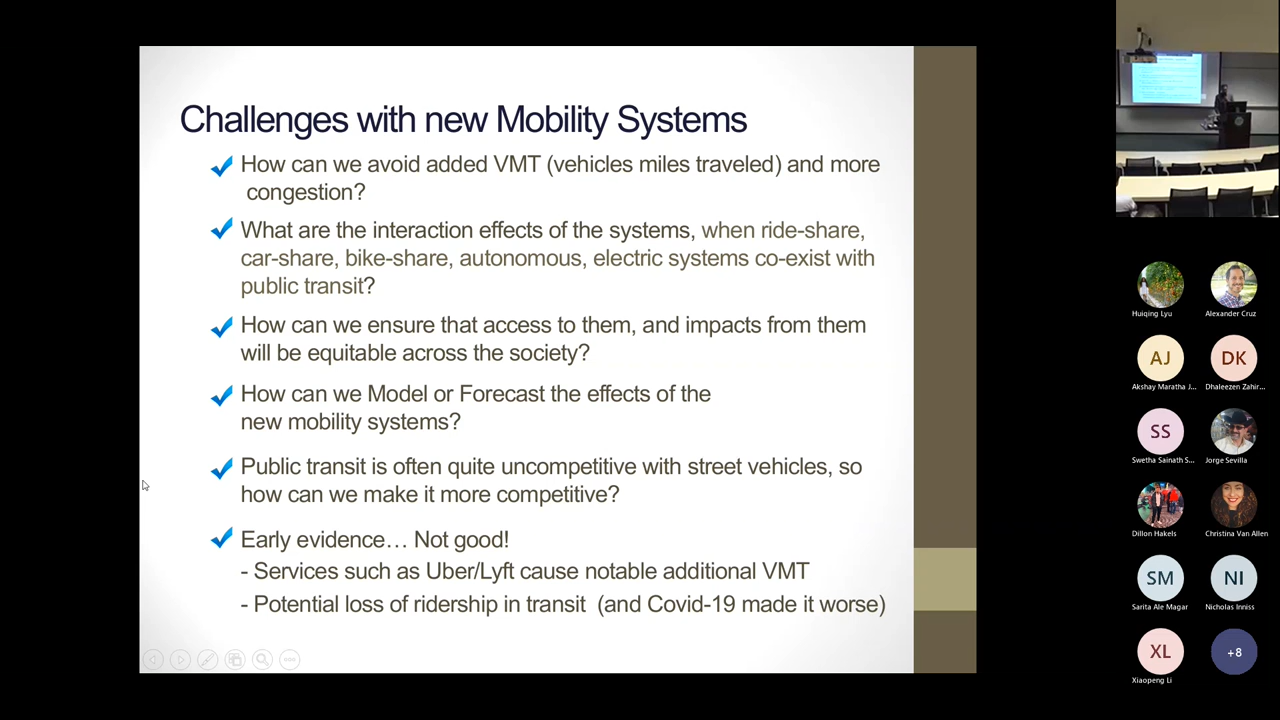 Challenges with new Mobility Systems
How can we avoid added VMT (vehicles miles traveled) and more
congestion?
What are the interaction effects of the systems, when ride-share,
car-share, bike-share, autonomous, electric systems co-exist with
public transit?
How can we ensure that access to them, and impacts from them
will be equitable across the society?
How can we Model or Forecast the effects of the
new mobility systems?
Public transit is often quite uncompetitive with street vehicles, so
how can we make it more competitive?
Early evidence… Not good!
- Services such as Uber/Lyft cause notable additional VMT
- Potential loss of ridership in transit (and Covid-19 made it worse)
Huiqing Lyu
Alexander Cruz
AJ
DK
Akshay Maratha J...
Dhaleezen Zahir...
SS
Swetha Sainath S...
Jorge Sevilla
Dillon Hakels
Christina Van Allen
SM
NI
Sarita Ale Magar
Nicholas Inniss
XL
+8
Xiaopeng Li